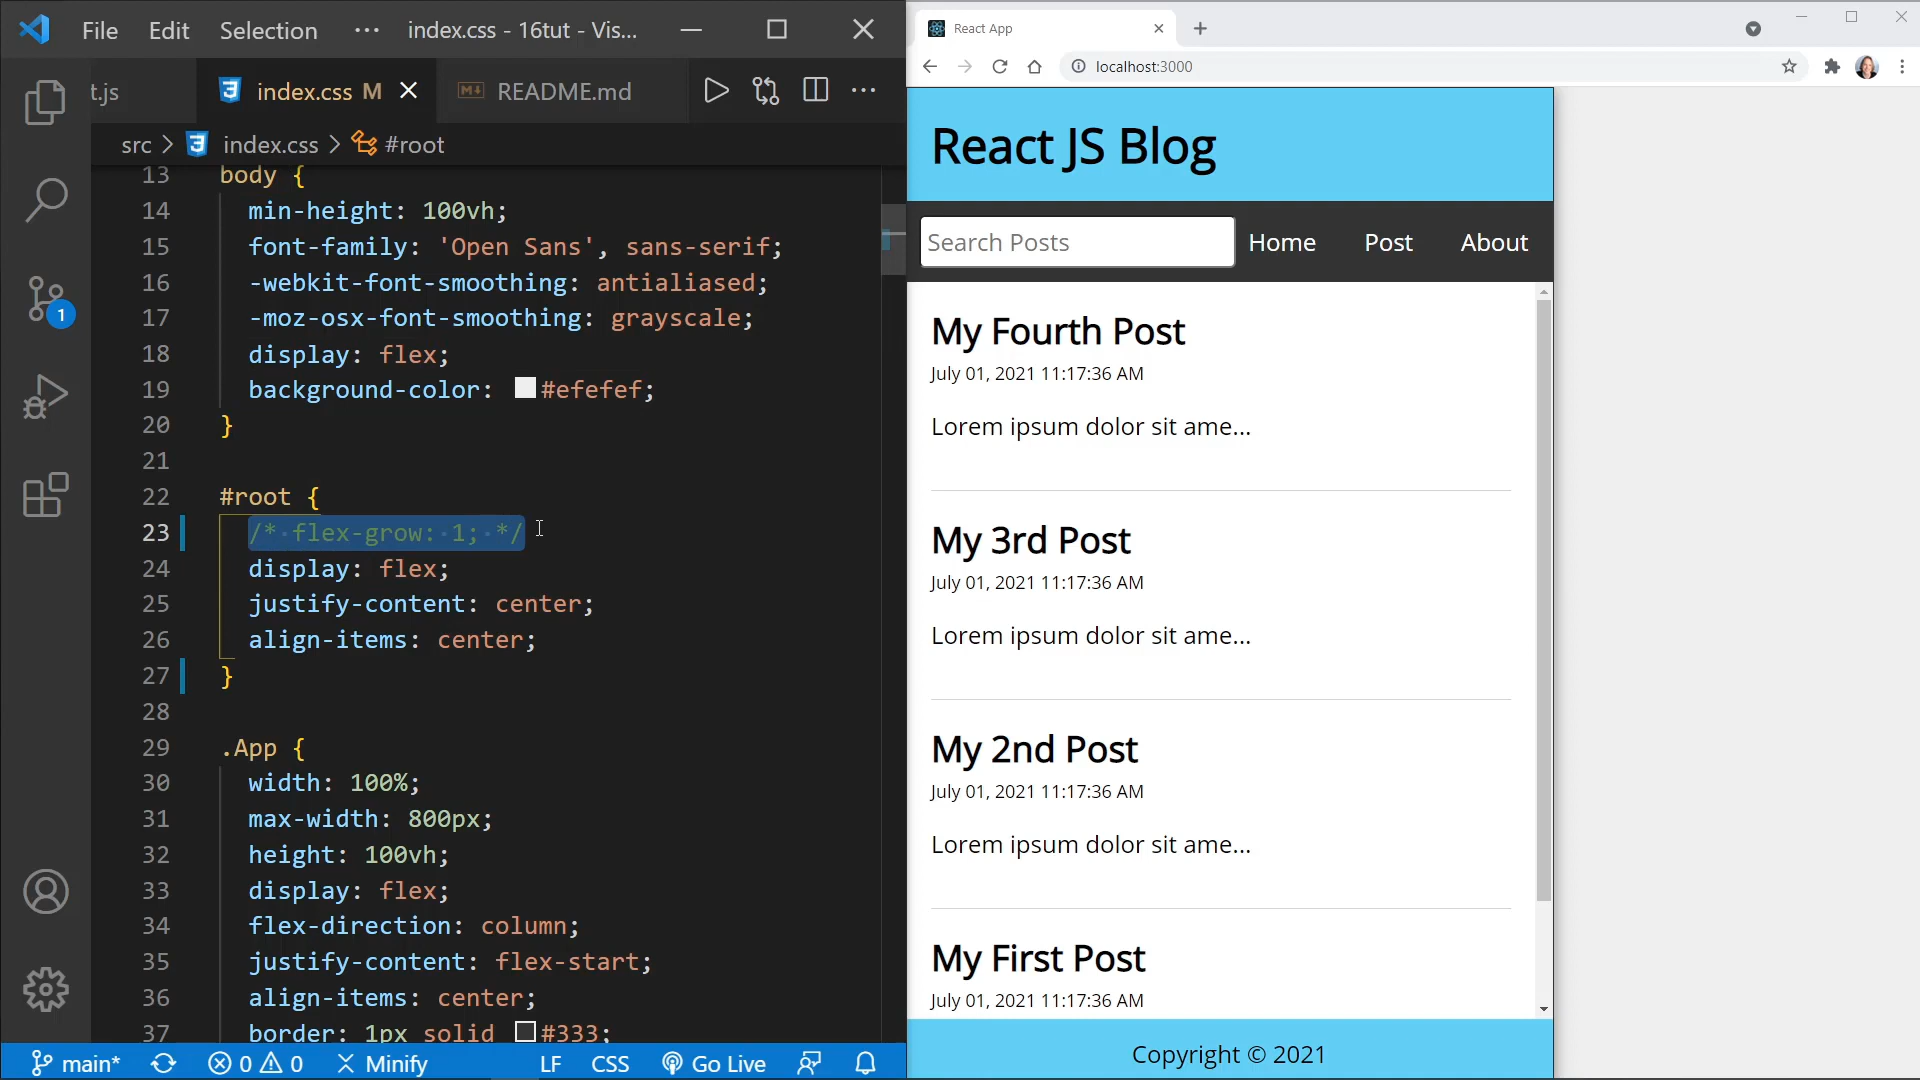 File Edit Selection ··· index.css - 16tut - Vis...
t.js index.css M README.md ···
src > index.css > #root
13 body {
14 min-height: 100vh;
15 font-family: 'Open Sans', sans-serif;
16 -webkit-font-smoothing: antialiased;
17 -moz-osx-font-smoothing: grayscale;
18 display: flex;
19 background-color: #efefef;
20 }
21
22 #root {
23 /* flex-grow: 1; */
24 display: flex;
25 justify-content: center;
26 align-items: center;
27 }
28
29 .App {
30 width: 100%;
31 max-width: 800px;
32 height: 100vh;
33 display: flex;
34 flex-direction: column;
35 justify-content: flex-start;
36 align-items: center;
37 border: 1px solid #333;
1
main* 0 0 Minify LF CSS Go Live
React App
localhost:3000
React JS Blog
Search Posts Home Post About
My Fourth Post
July 01, 2021 11:17:36 AM
Lorem ipsum dolor sit ame...
My 3rd Post
July 01, 2021 11:17:36 AM
Lorem ipsum dolor sit ame...
My 2nd Post
July 01, 2021 11:17:36 AM
Lorem ipsum dolor sit ame...
My First Post
July 01, 2021 11:17:36 AM
Copyright © 2021